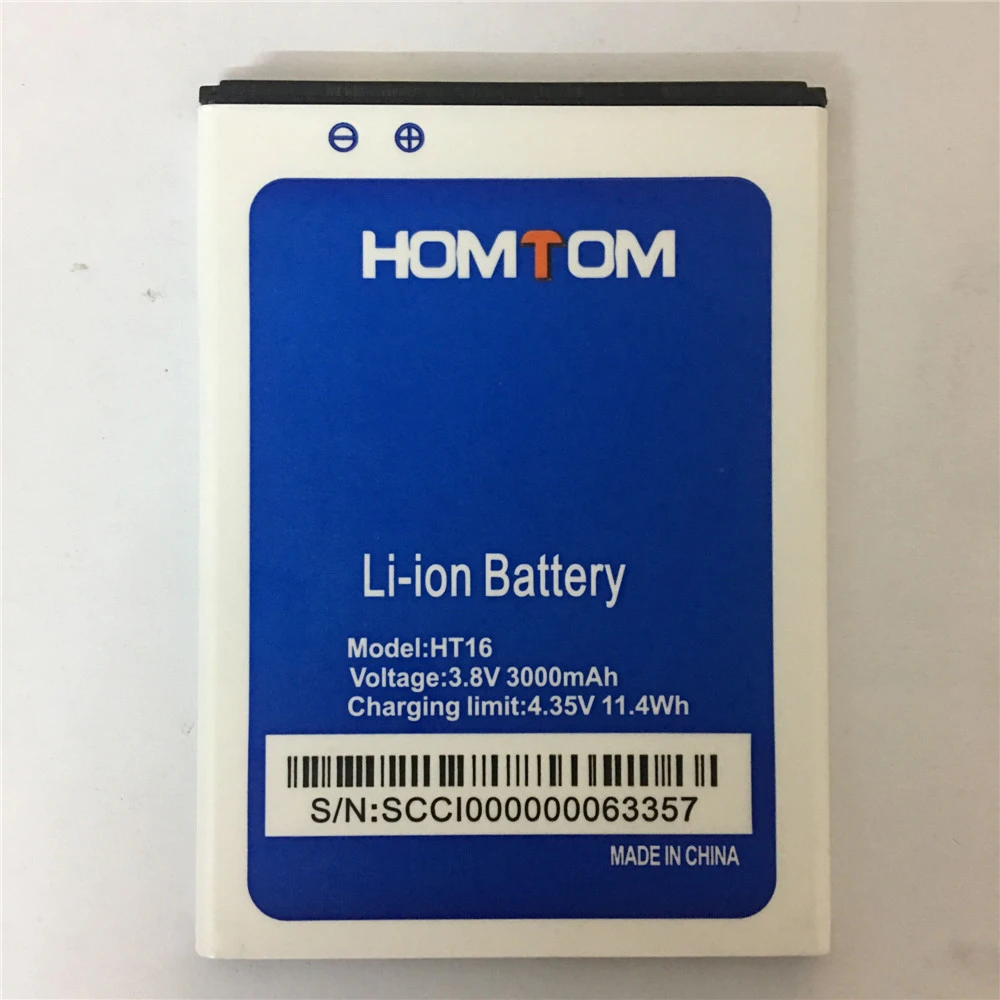 ⊖ ⊕
HOMTOM
Li-ion Battery
Model:HT16
Voltage:3.8V 3000mAh
Charging limit:4.35V 11.4Wh
S/N:SCCI000000063357
MADE IN CHINA